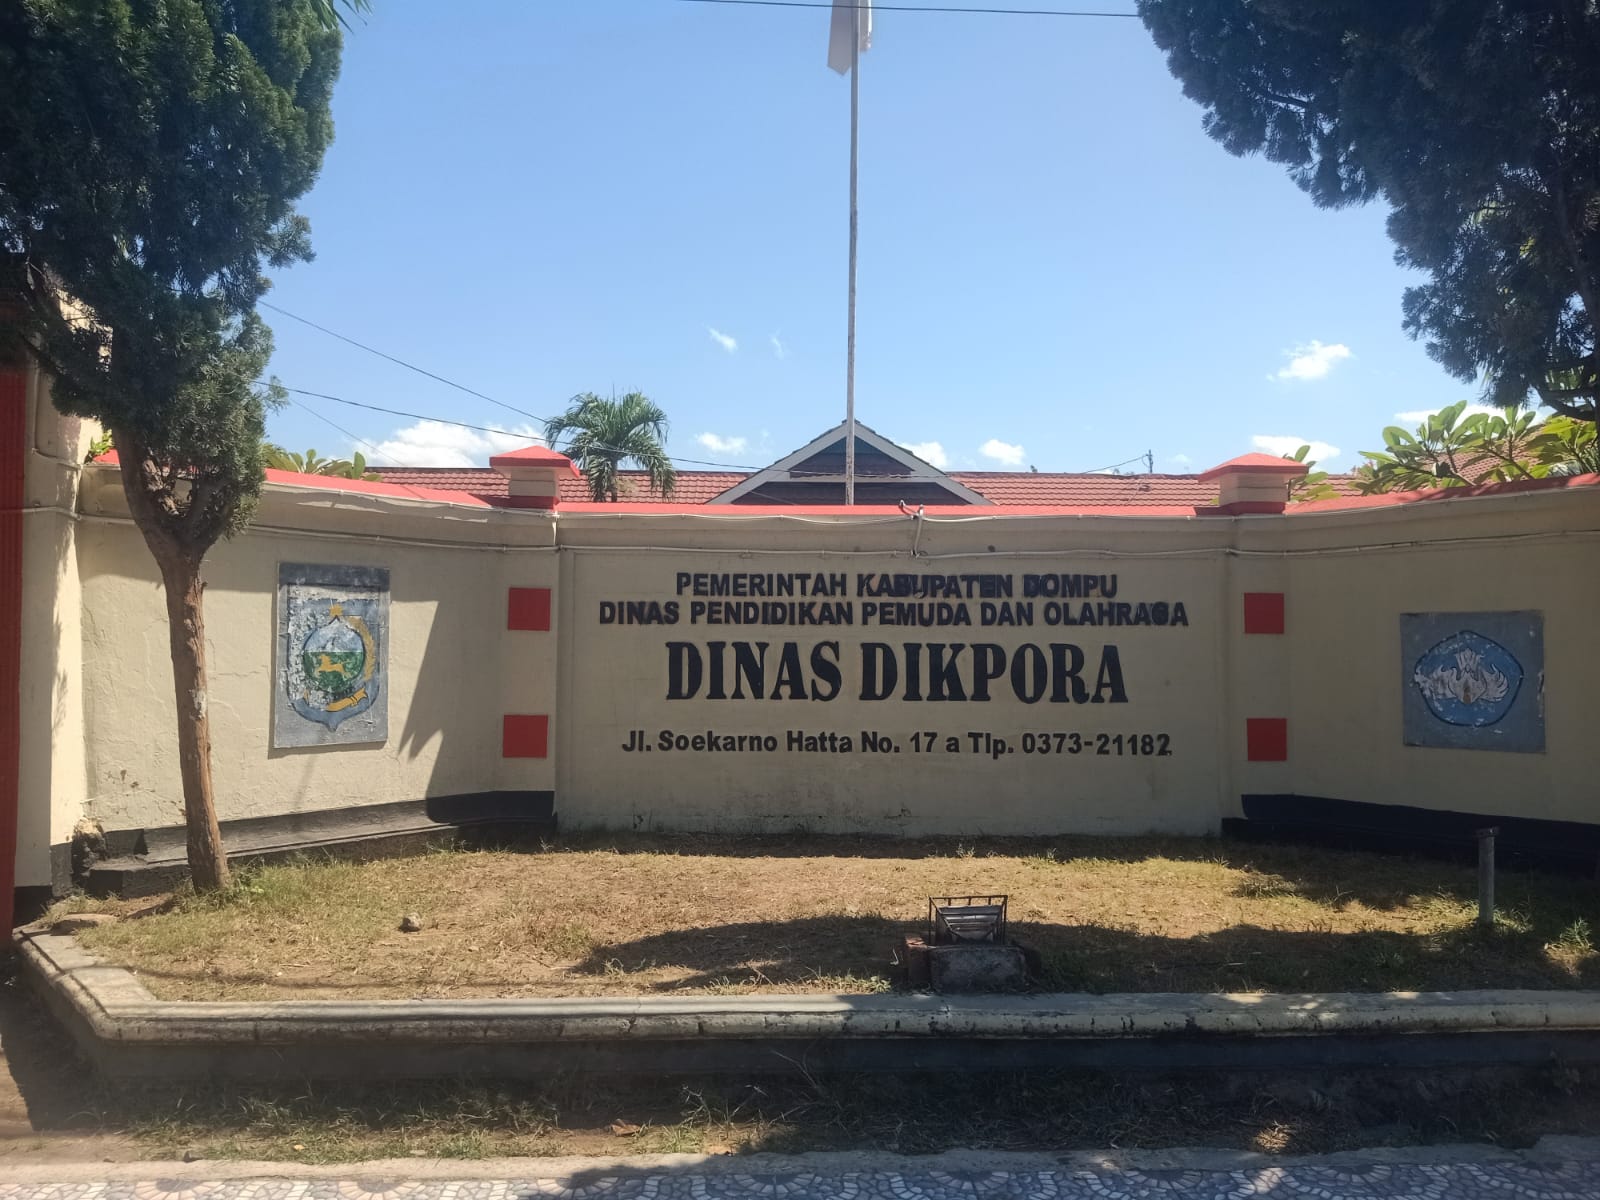 PEMERINTAH KABUPATEN DOMPU
DINAS PENDIDIKAN PEMUDA DAN OLAHRAGA
DINAS DIKPORA
Jl. Soekarno Hatta No. 17 a Tlp. 0373-21182